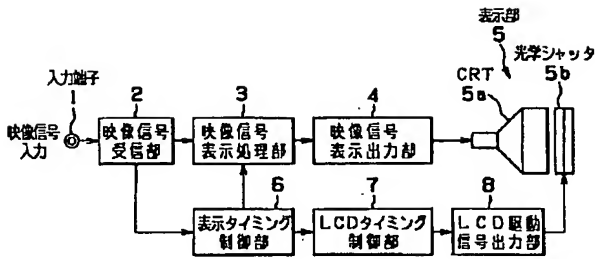 表示部
5
光学シャッタ
5b
CRT
5a
入力端子
1
2
3
4
映像信号
入力
映像信号
受信部
映像信号
表示処理部
映像信号
表示出力部
6
7
8
表示タイミング
制御部
LCDタイミング
制御部
LCD駆動
信号出力部